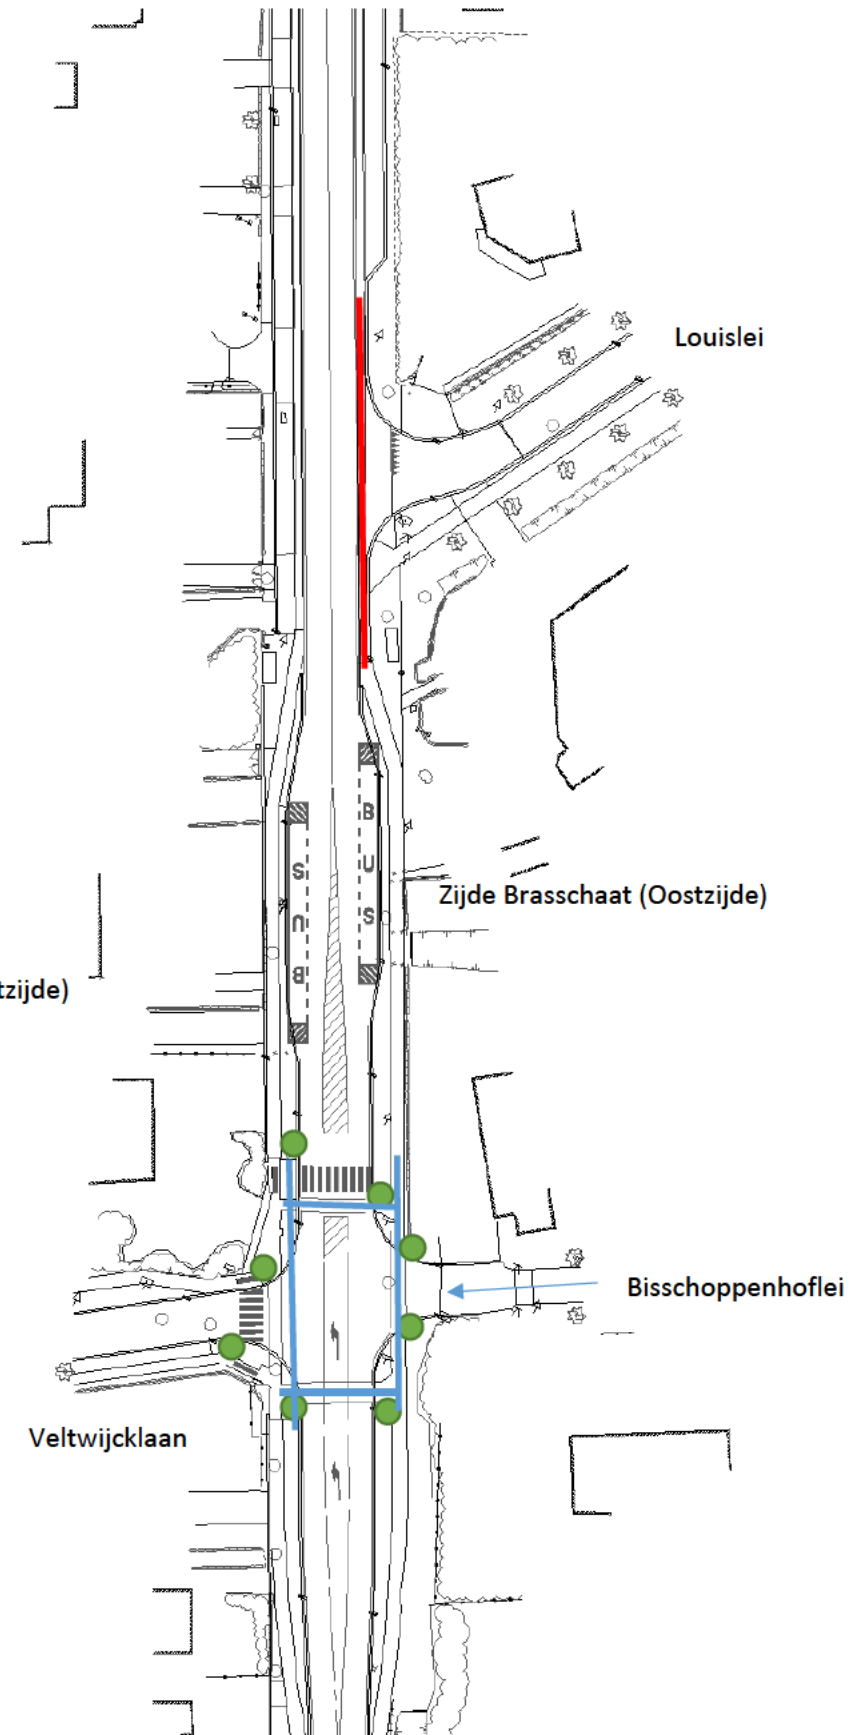 Louislei
BUS
BUS
Zijde Brasschaat (Oostzijde)
tzijde)
Bisschoppenhoflei
Veltwijcklaan